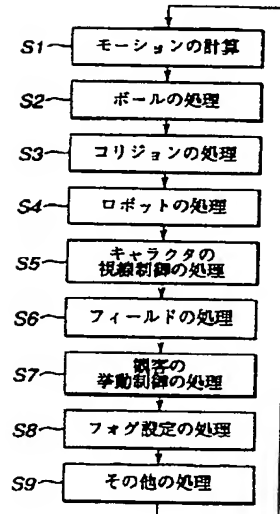 S1 モーションの計算
S2 ボールの処理
S3 コリジョンの処理
S4 ロボットの処理
S5 キャラクタの
視線制御の処理
S6 フィールドの処理
S7 観客の
挙動制御の処理
S8 フォグ設定の処理
S9 その他の処理